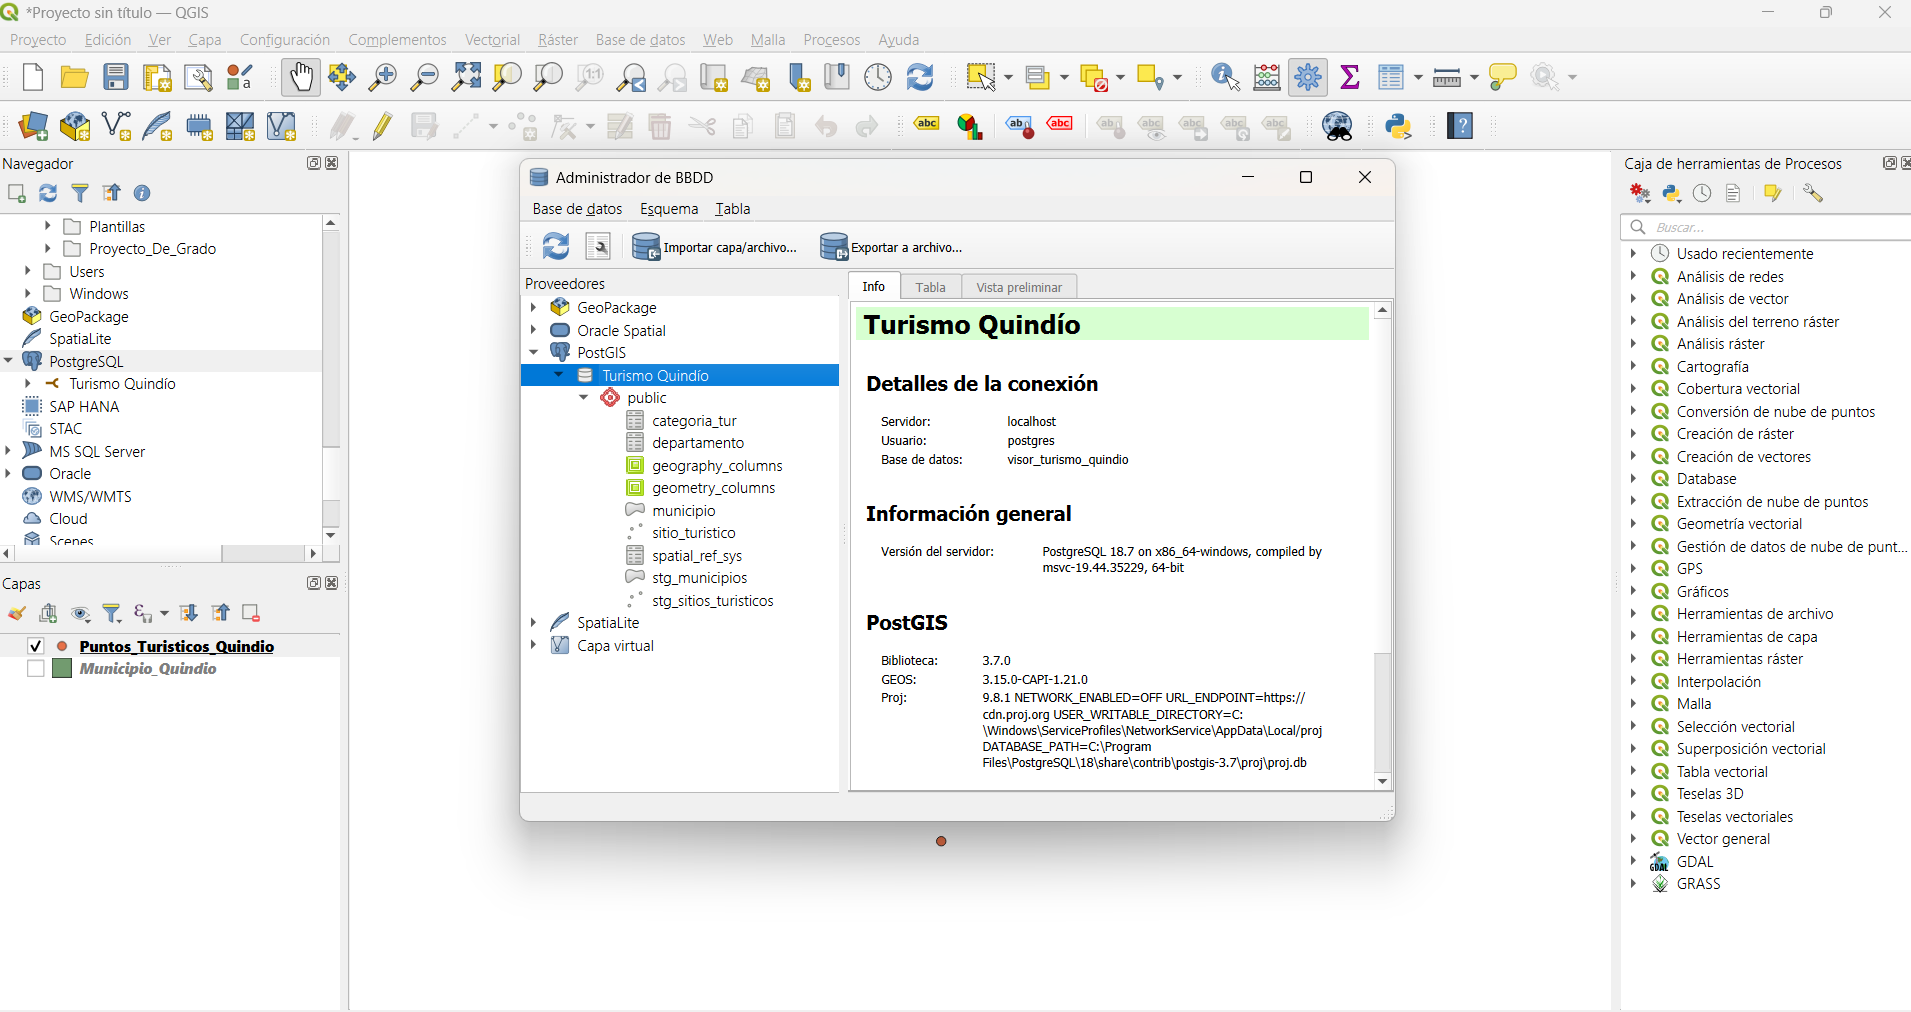 *Proyecto sin título — QGIS
Proyecto Edición Ver Capa Configuración Complementos Vectorial Ráster Base de datos Web Malla Procesos Ayuda
Navegador
Plantillas
Proyecto_De_Grado
Users
Windows
GeoPackage
SpatiaLite
PostgreSQL
Turismo Quindío
SAP HANA
STAC
MS SQL Server
Oracle
WMS/WMTS
Cloud
Scenes
Capas
Puntos_Turisticos_Quindio
Municipio_Quindio
Administrador de BBDD
Base de datos Esquema Tabla
Importar capa/archivo... Exportar a archivo...
Proveedores
GeoPackage
Oracle Spatial
PostGIS
Turismo Quindío
public
categoria_tur
departamento
geography_columns
geometry_columns
municipio
sitio_turistico
spatial_ref_sys
stg_municipios
stg_sitios_turisticos
SpatiaLite
Capa virtual
Info Tabla Vista preliminar
Turismo Quindío
Detalles de la conexión
Servidor: localhost
Usuario: postgres
Base de datos: visor_turismo_quindio
Información general
Versión del servidor: PostgreSQL 18.7 on x86_64-windows, compiled by
msvc-19.44.35229, 64-bit
PostGIS
Biblioteca: 3.7.0
GEOS: 3.15.0-CAPI-1.21.0
Proj: 9.8.1 NETWORK_ENABLED=OFF URL_ENDPOINT=https://
cdn.proj.org USER_WRITABLE_DIRECTORY=C:
\Windows\ServiceProfiles\NetworkService\AppData\Local/proj
DATABASE_PATH=C:\Program
Files\PostgreSQL\18\share\contrib\postgis-3.7\proj\proj.db
Caja de herramientas de Procesos
Buscar...
Usado recientemente
Análisis de redes
Análisis de vector
Análisis del terreno ráster
Análisis ráster
Cartografía
Cobertura vectorial
Conversión de nube de puntos
Creación de ráster
Creación de vectores
Database
Extracción de nube de puntos
Geometría vectorial
Gestión de datos de nube de punt...
GPS
Gráficos
Herramientas de archivo
Herramientas de capa
Herramientas ráster
Interpolación
Malla
Selección vectorial
Superposición vectorial
Tabla vectorial
Teselas 3D
Teselas vectoriales
Vector general
GDAL
GRASS